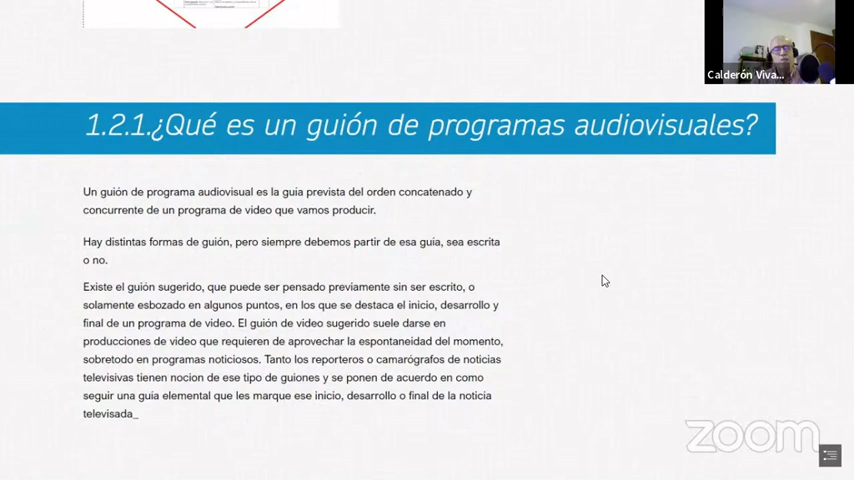 Calderón Viva...
1.2.1.¿Qué es un guión de programas audiovisuales?
Un guión de programa audiovisual es la guía prevista del orden concatenado y
concurrente de un programa de video que vamos producir.
Hay distintas formas de guión, pero siempre debemos partir de esa guía, sea escrita
o no.
Existe el guión sugerido, que puede ser pensado previamente sin ser escrito, o
solamente esbozado en algunos puntos, en los que se destaca el inicio, desarrollo y
final de un programa de video. El guión de video sugerido suele darse en
producciones de video que requieren de aprovechar la espontaneidad del momento,
sobretodo en programas noticiosos. Tanto los reporteros o camarógrafos de noticias
televisivas tienen nocion de ese tipo de guiones y se ponen de acuerdo en como
seguir una guía elemental que les marque ese inicio, desarrollo o final de la noticia
televisada_
zoom